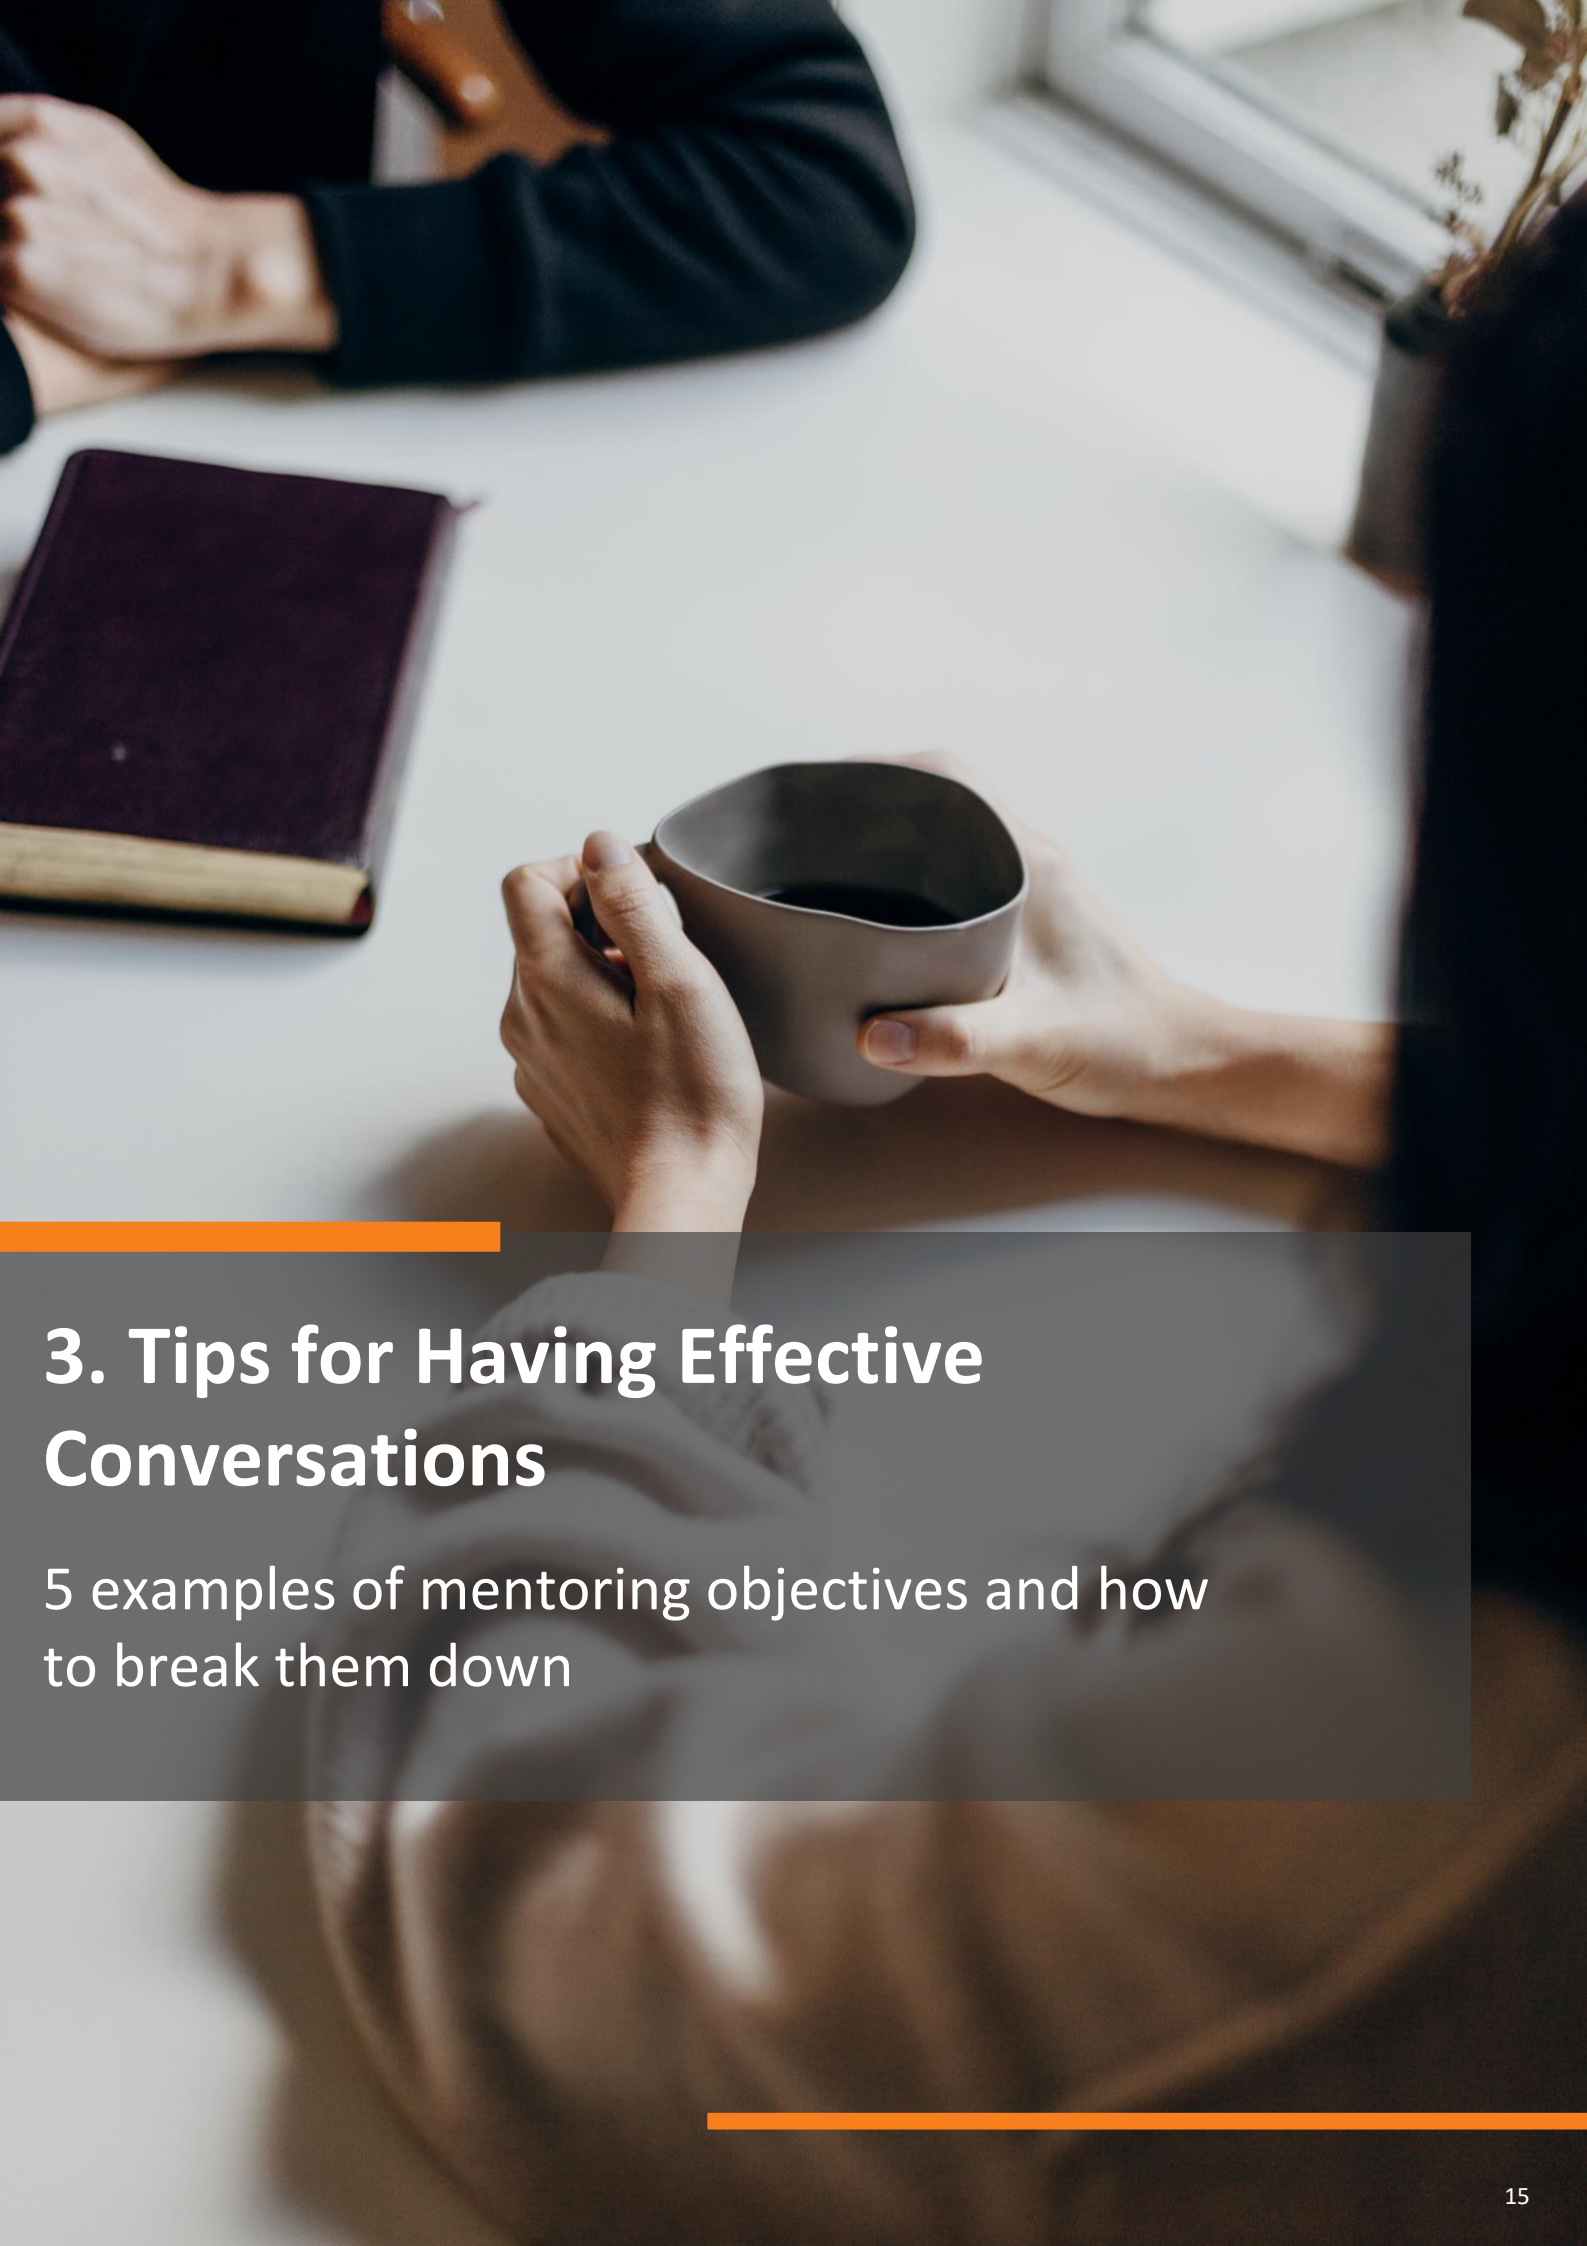 3. Tips for Having Effective
Conversations
5 examples of mentoring objectives and how
to break them down
15